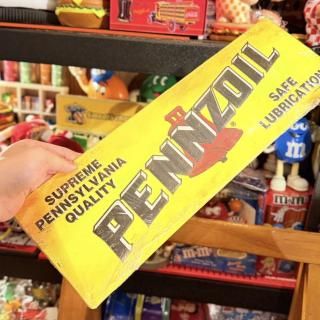 SUPREME
PENNSYLVANIA
QUALITY
PENNZOIL
SAFE
LUBRICATION
m&m's